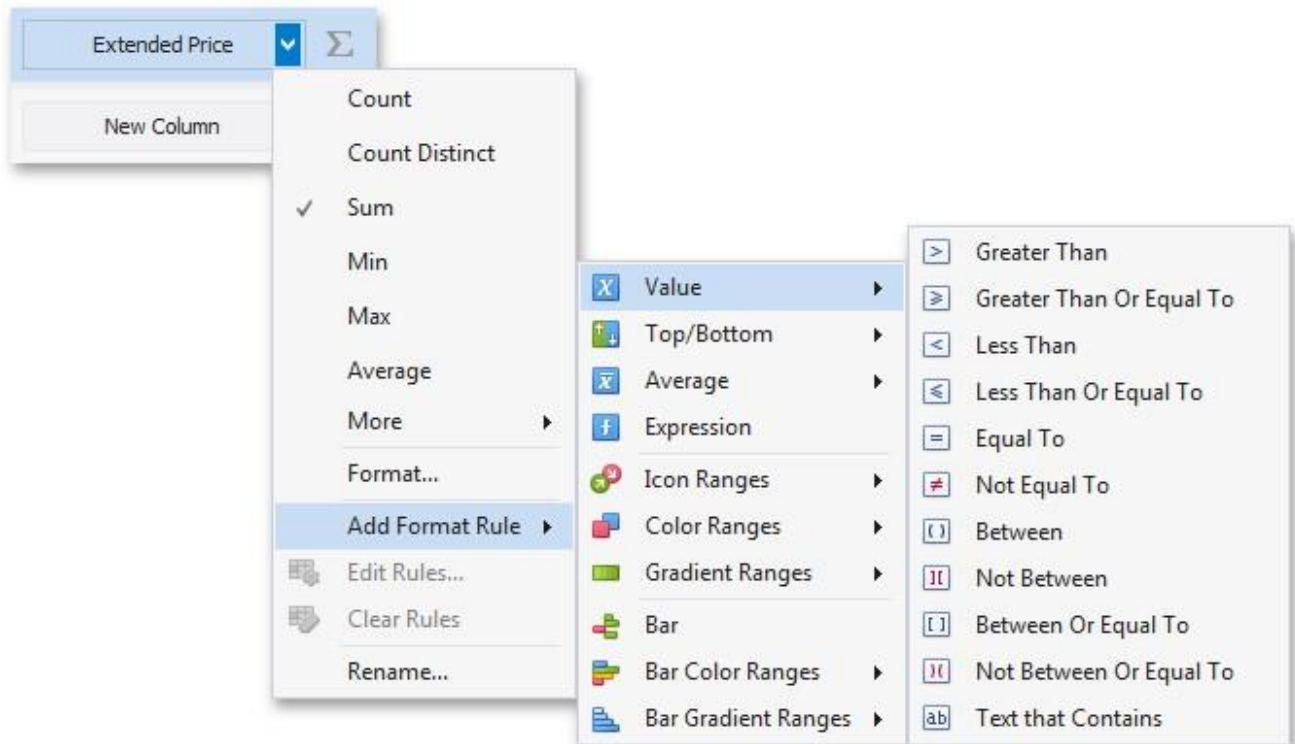 Extended Price
Σ
New Column
Count
Count Distinct
Sum
Min
Max
Average
More
Format...
Add Format Rule
Edit Rules...
Clear Rules
Rename...
Value
Top/Bottom
Average
Expression
Icon Ranges
Color Ranges
Gradient Ranges
Bar
Bar Color Ranges
Bar Gradient Ranges
> Greater Than
⩾ Greater Than Or Equal To
< Less Than
⩽ Less Than Or Equal To
= Equal To
≠ Not Equal To
( ) Between
] [ Not Between
[ ] Between Or Equal To
) ( Not Between Or Equal To
ab Text that Contains